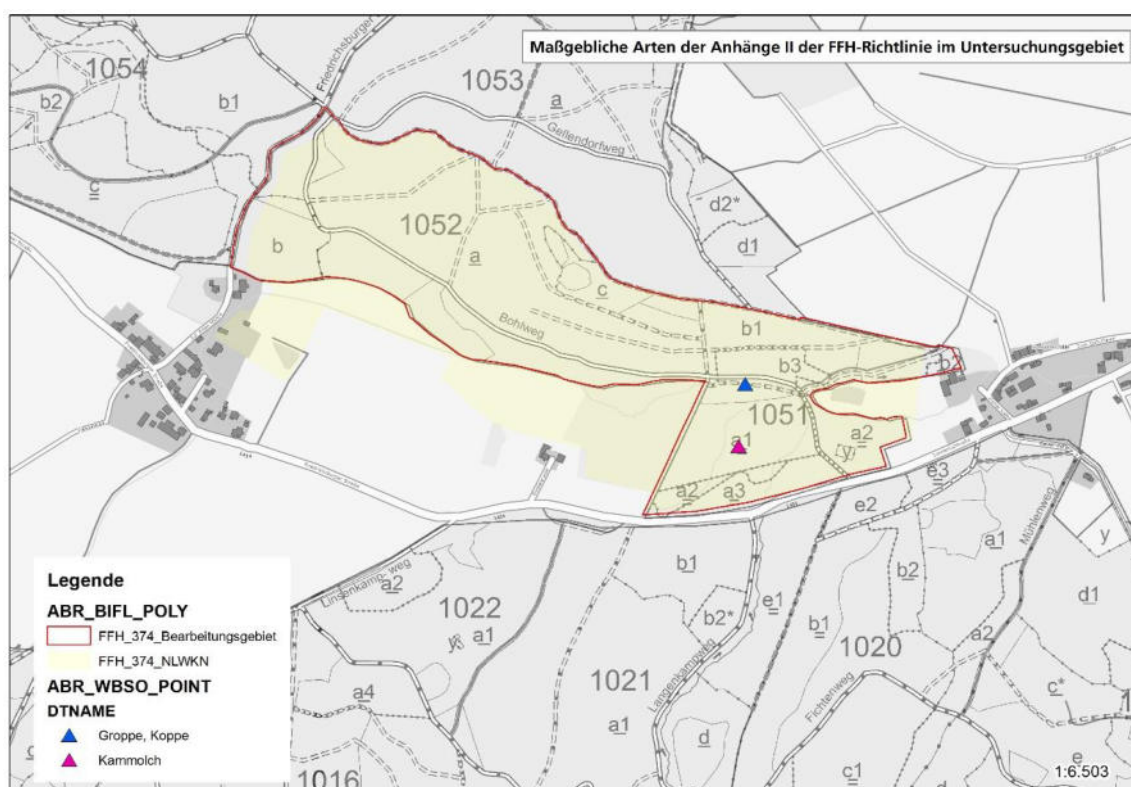 Maßgebliche Arten der Anhänge II der FFH-Richtlinie im Untersuchungsgebiet
Friedrichsburger
1054
1053
b2
b1
a
Geßendorfweg
c
d2*
d1
1052
b
a
c
Bohlweg
b1
b3
b2
1051
a1
a2
y
a2
a3
e3
e2
Mühlenweg
a1
y
b1
b2
a2
Linsenkamp- weg
1022
b2*
e1
a1
b1
d1
1020
a2
1021
Langenkampweg
Fichtenweg
c*
a4
a1
d
e
1016
c1
d
1:6.503
Legende
ABR_BIFL_POLY
FFH_374_Bearbeitungsgebiet
FFH_374_NLWKN
ABR_WBSO_POINT
DTNAME
Groppe, Koppe
Kammolch